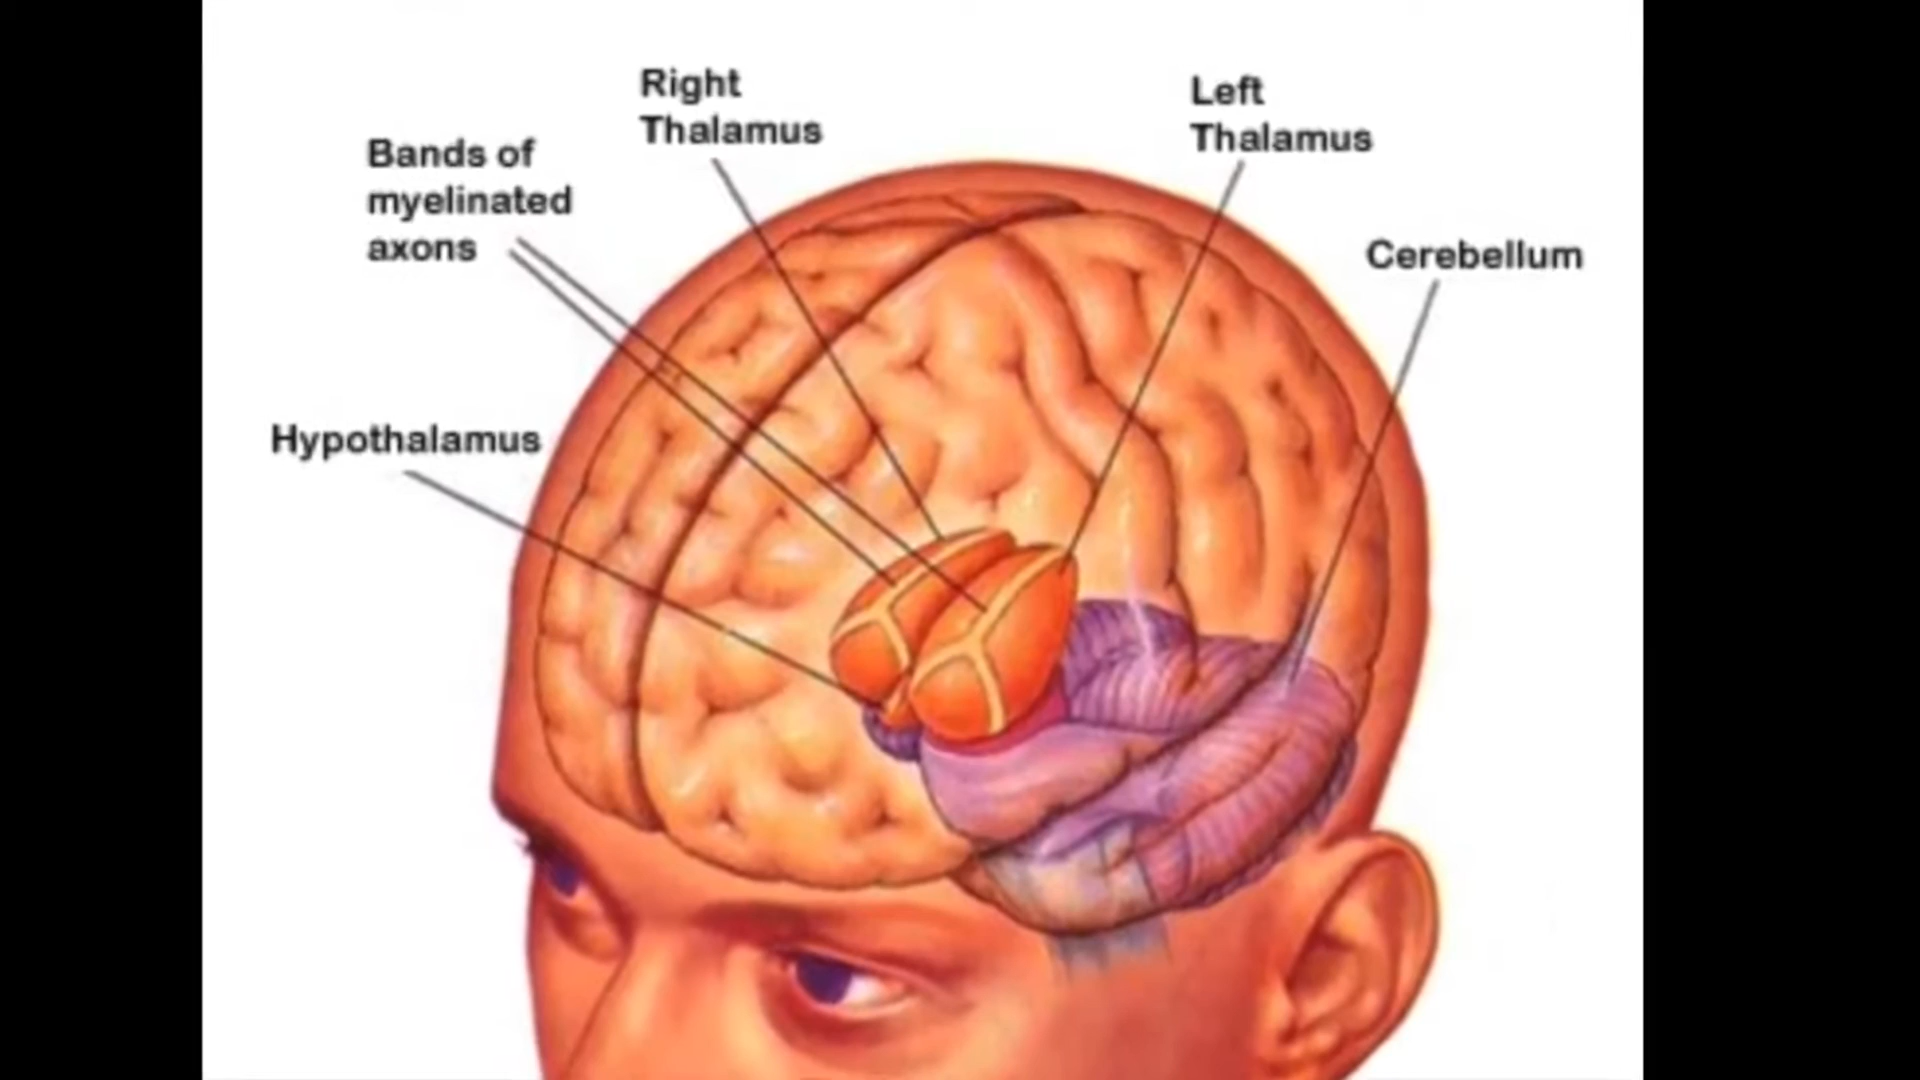 Right
Thalamus
Left
Thalamus
Bands of
myelinated
axons
Cerebellum
Hypothalamus